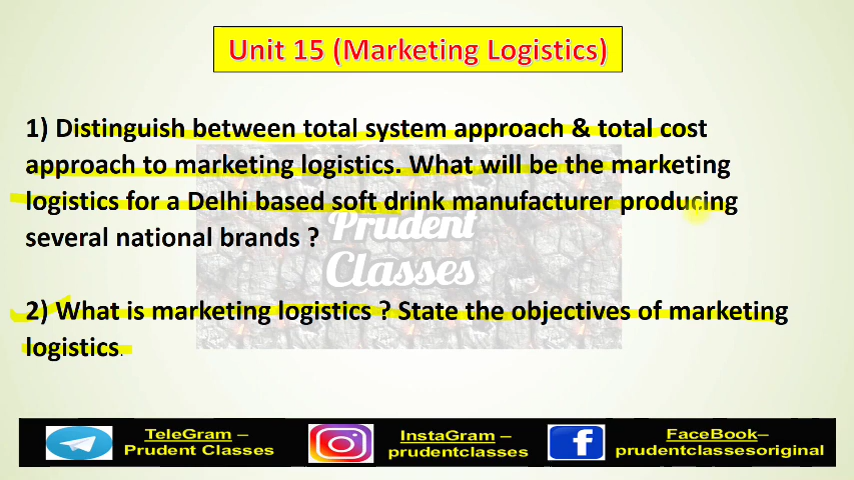 Unit 15 (Marketing Logistics)
1) Distinguish between total system approach & total cost
approach to marketing logistics. What will be the marketing
logistics for a Delhi based soft drink manufacturer producing
several national brands ?
Prudent
Classes
2) What is marketing logistics ? State the objectives of marketing
logistics.
TeleGram –
Prudent Classes
InstaGram –
prudentclasses
FaceBook–
prudentclassesoriginal